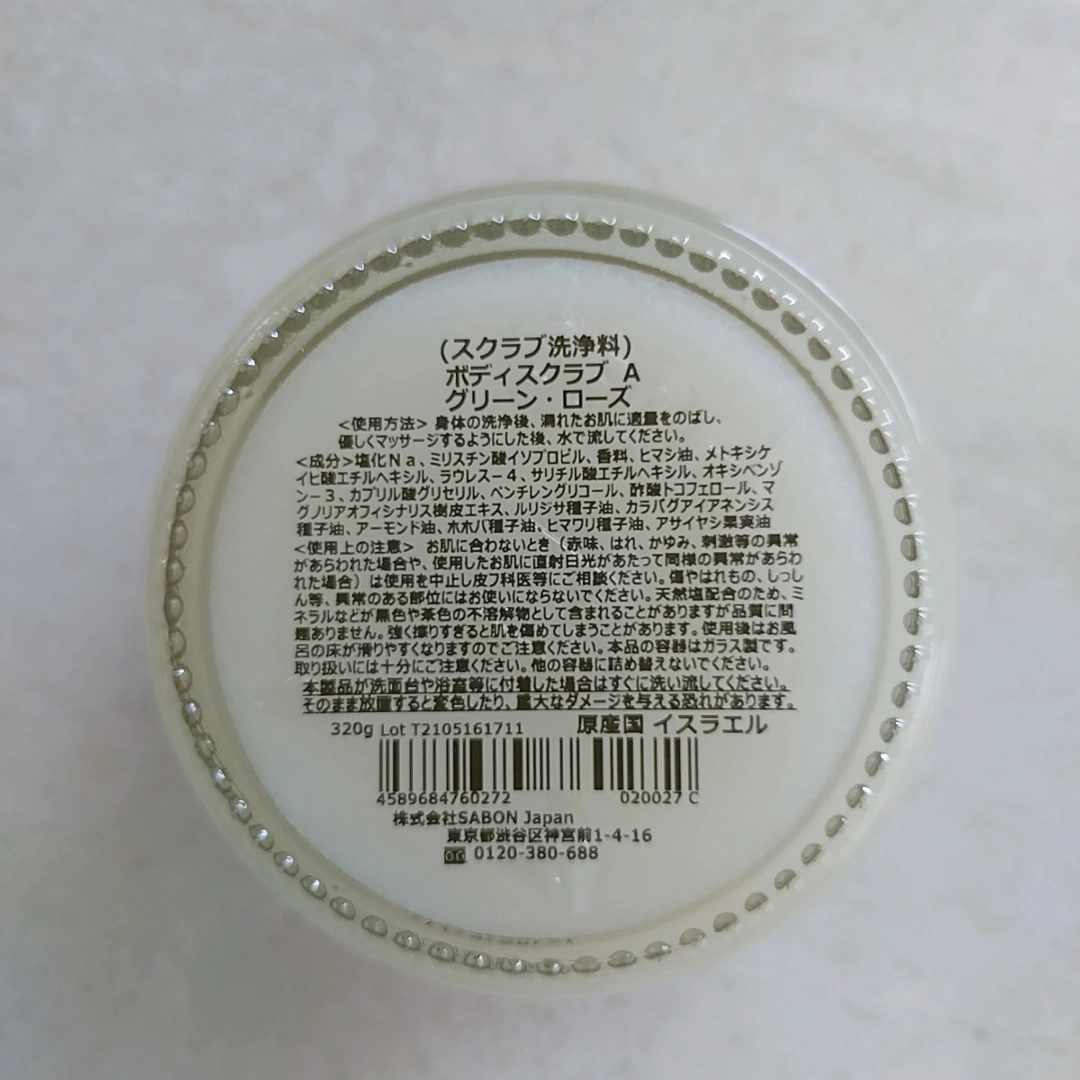 (スクラブ洗浄料)
ボディスクラブ A
グリーン・ローズ
<使用方法> 身体の洗浄後、濡れたお肌に適量をのばし、
優しくマッサージするようにした後、水で流してください。
<成分>塩化Na、ミリスチン酸イソプロピル、香料、ヒマシ油、メトキシケ
イヒ酸エチルヘキシル、ラウレス-4、サリチル酸エチルヘキシル、オキシベンゾ
ン-3、カプリル酸グリセリル、ペンチレングリコール、酢酸トコフェロール、マ
グノリアオフィシナリス樹皮エキス、ルリジサ種子油、カラパグアイアネンシス
種子油、アーモンド油、ホホバ種子油、ヒマワリ種子油、アサイヤシ果実油
<使用上の注意> お肌に合わないとき(赤味、はれ、かゆみ、刺激等の異常
があらわれた場合や、使用したお肌に直射日光があたって同様の異常があらわ
れた場合)は使用を中止し皮フ科医等にご相談ください。傷やはれもの、しっし
ん等、異常のある部位にはお使いにならないでください。天然塩配合のため、ミ
ネラルなどが黒色や茶色の不溶解物として含まれることがありますが品質に問
題ありません。強く擦りすぎると肌を傷めてしまうことがあります。使用後はお風
呂の床が滑りやすくなりますのでご注意ください。本品の容器はガラス製です。
取り扱いには十分にご注意ください。他の容器に詰め替えないでください。
本製品が洗面台や浴室等に付着した場合はすぐに洗い流してください。
そのまま放置すると変色したり、重大なダメージを与える恐れがあります。
320g Lot T2105161711 原産国 イスラエル
4589684760272 020027 C
株式会社SABON Japan
東京都渋谷区神宮前1-4-16
0120-380-688